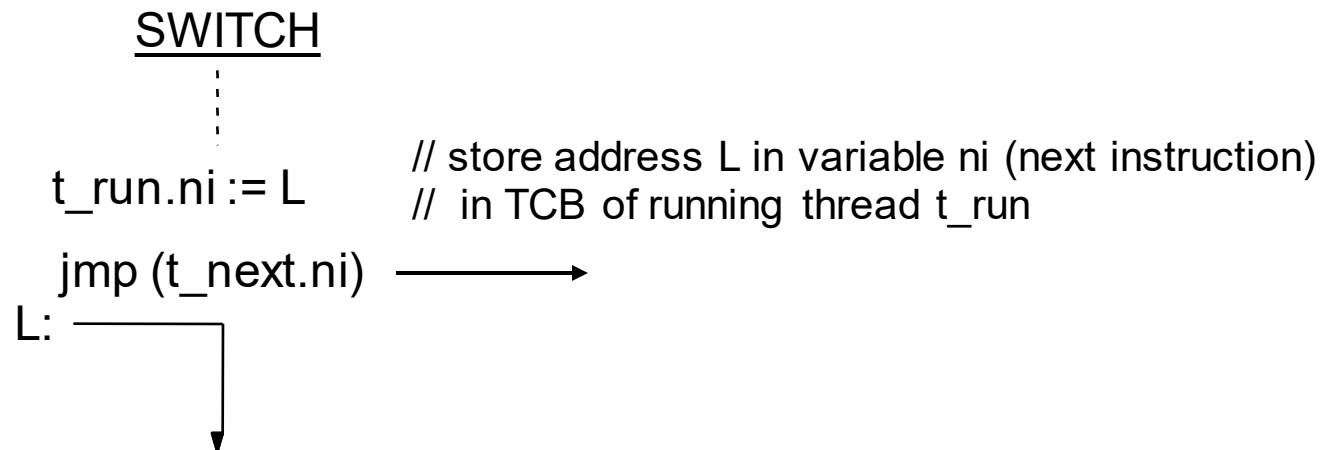 SWITCH
t_run.ni := L
// store address L in variable ni (next instruction)
// in TCB of running thread t_run
jmp (t_next.ni)
L: